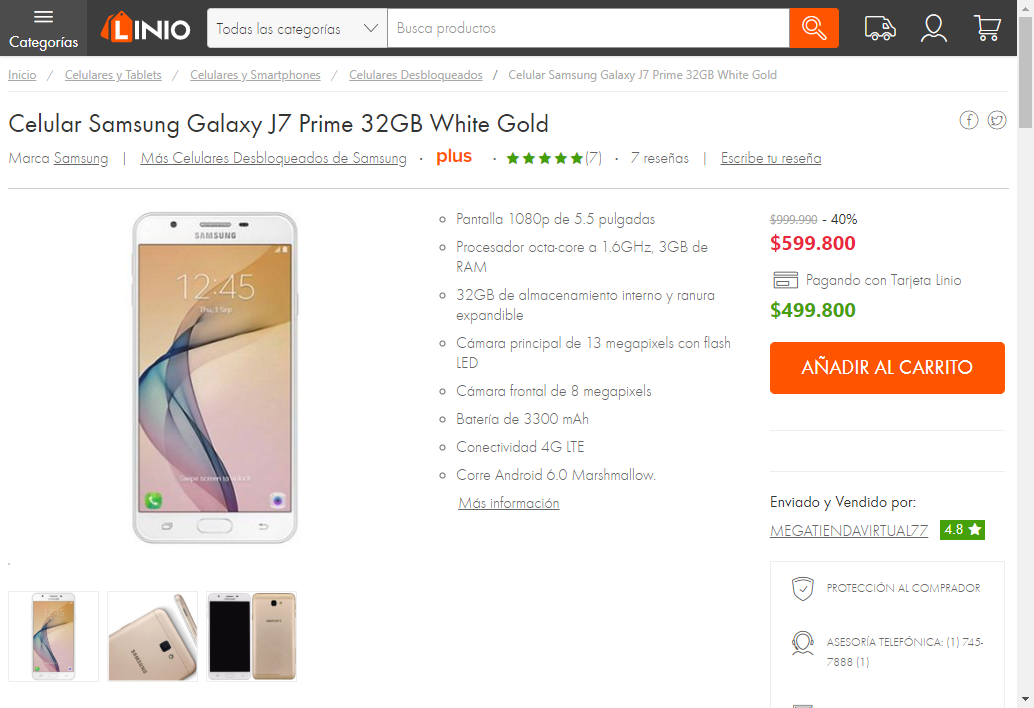 Categorías
LINIO
Todas las categorías
Busca productos
Inicio / Celulares y Tablets / Celulares y Smartphones / Celulares Desbloqueados / Celular Samsung Galaxy J7 Prime 32GB White Gold
Celular Samsung Galaxy J7 Prime 32GB White Gold
Marca Samsung | Más Celulares Desbloqueados de Samsung · plus · (7) · 7 reseñas | Escribe tu reseña
SAMSUNG
12:45
Thu, 1 Sep
Swipe screen to unlock
Pantalla 1080p de 5.5 pulgadas
Procesador octa-core a 1.6GHz, 3GB de
RAM
32GB de almacenamiento interno y ranura
expandible
Cámara principal de 13 megapixels con flash
LED
Cámara frontal de 8 megapixels
Batería de 3300 mAh
Conectividad 4G LTE
Corre Android 6.0 Marshmallow.
Más información
$999.990 - 40%
$599.800
Pagando con Tarjeta Linio
$499.800
AÑADIR AL CARRITO
Enviado y Vendido por:
MEGATIENDAVIRTUAL77 4.8
PROTECCIÓN AL COMPRADOR
ASESORÍA TELEFÓNICA: (1) 745-
7888 (1)
SAMSUNG